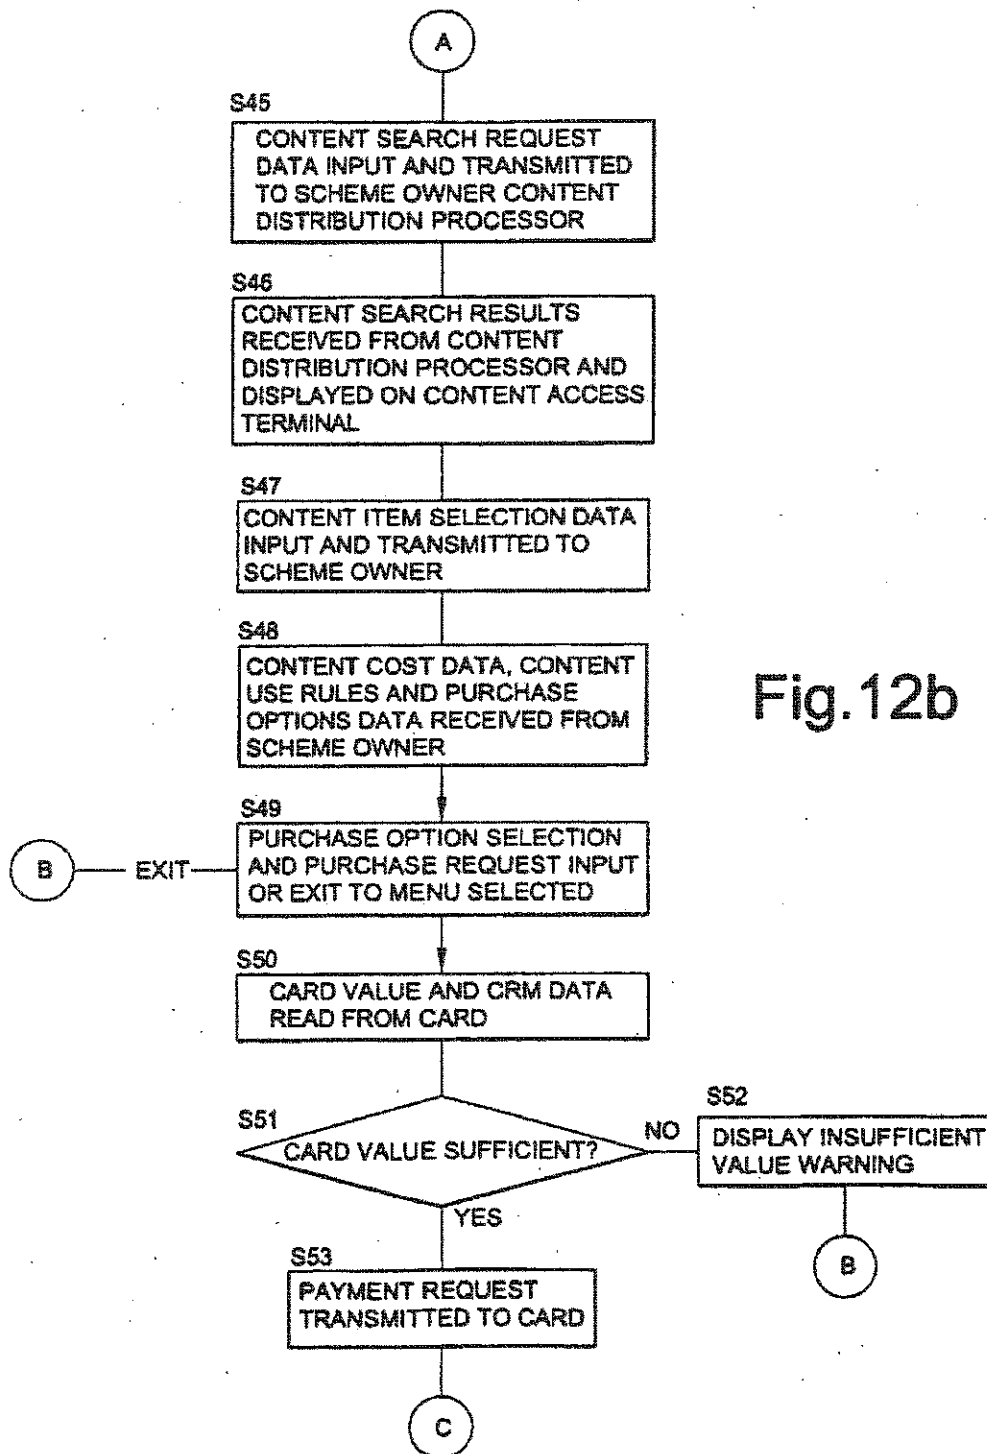 A
S45
CONTENT SEARCH REQUEST
DATA INPUT AND TRANSMITTED
TO SCHEME OWNER CONTENT
DISTRIBUTION PROCESSOR
S46
CONTENT SEARCH RESULTS
RECEIVED FROM CONTENT
DISTRIBUTION PROCESSOR AND
DISPLAYED ON CONTENT ACCESS
TERMINAL
S47
CONTENT ITEM SELECTION DATA
INPUT AND TRANSMITTED TO
SCHEME OWNER
S48
CONTENT COST DATA, CONTENT
USE RULES AND PURCHASE
OPTIONS DATA RECEIVED FROM
SCHEME OWNER
Fig.12b
S49
PURCHASE OPTION SELECTION
AND PURCHASE REQUEST INPUT
OR EXIT TO MENU SELECTED
B
EXIT
S50
CARD VALUE AND CRM DATA
READ FROM CARD
S51
CARD VALUE SUFFICIENT?
NO
S52
DISPLAY INSUFFICIENT
VALUE WARNING
YES
B
S53
PAYMENT REQUEST
TRANSMITTED TO CARD
C